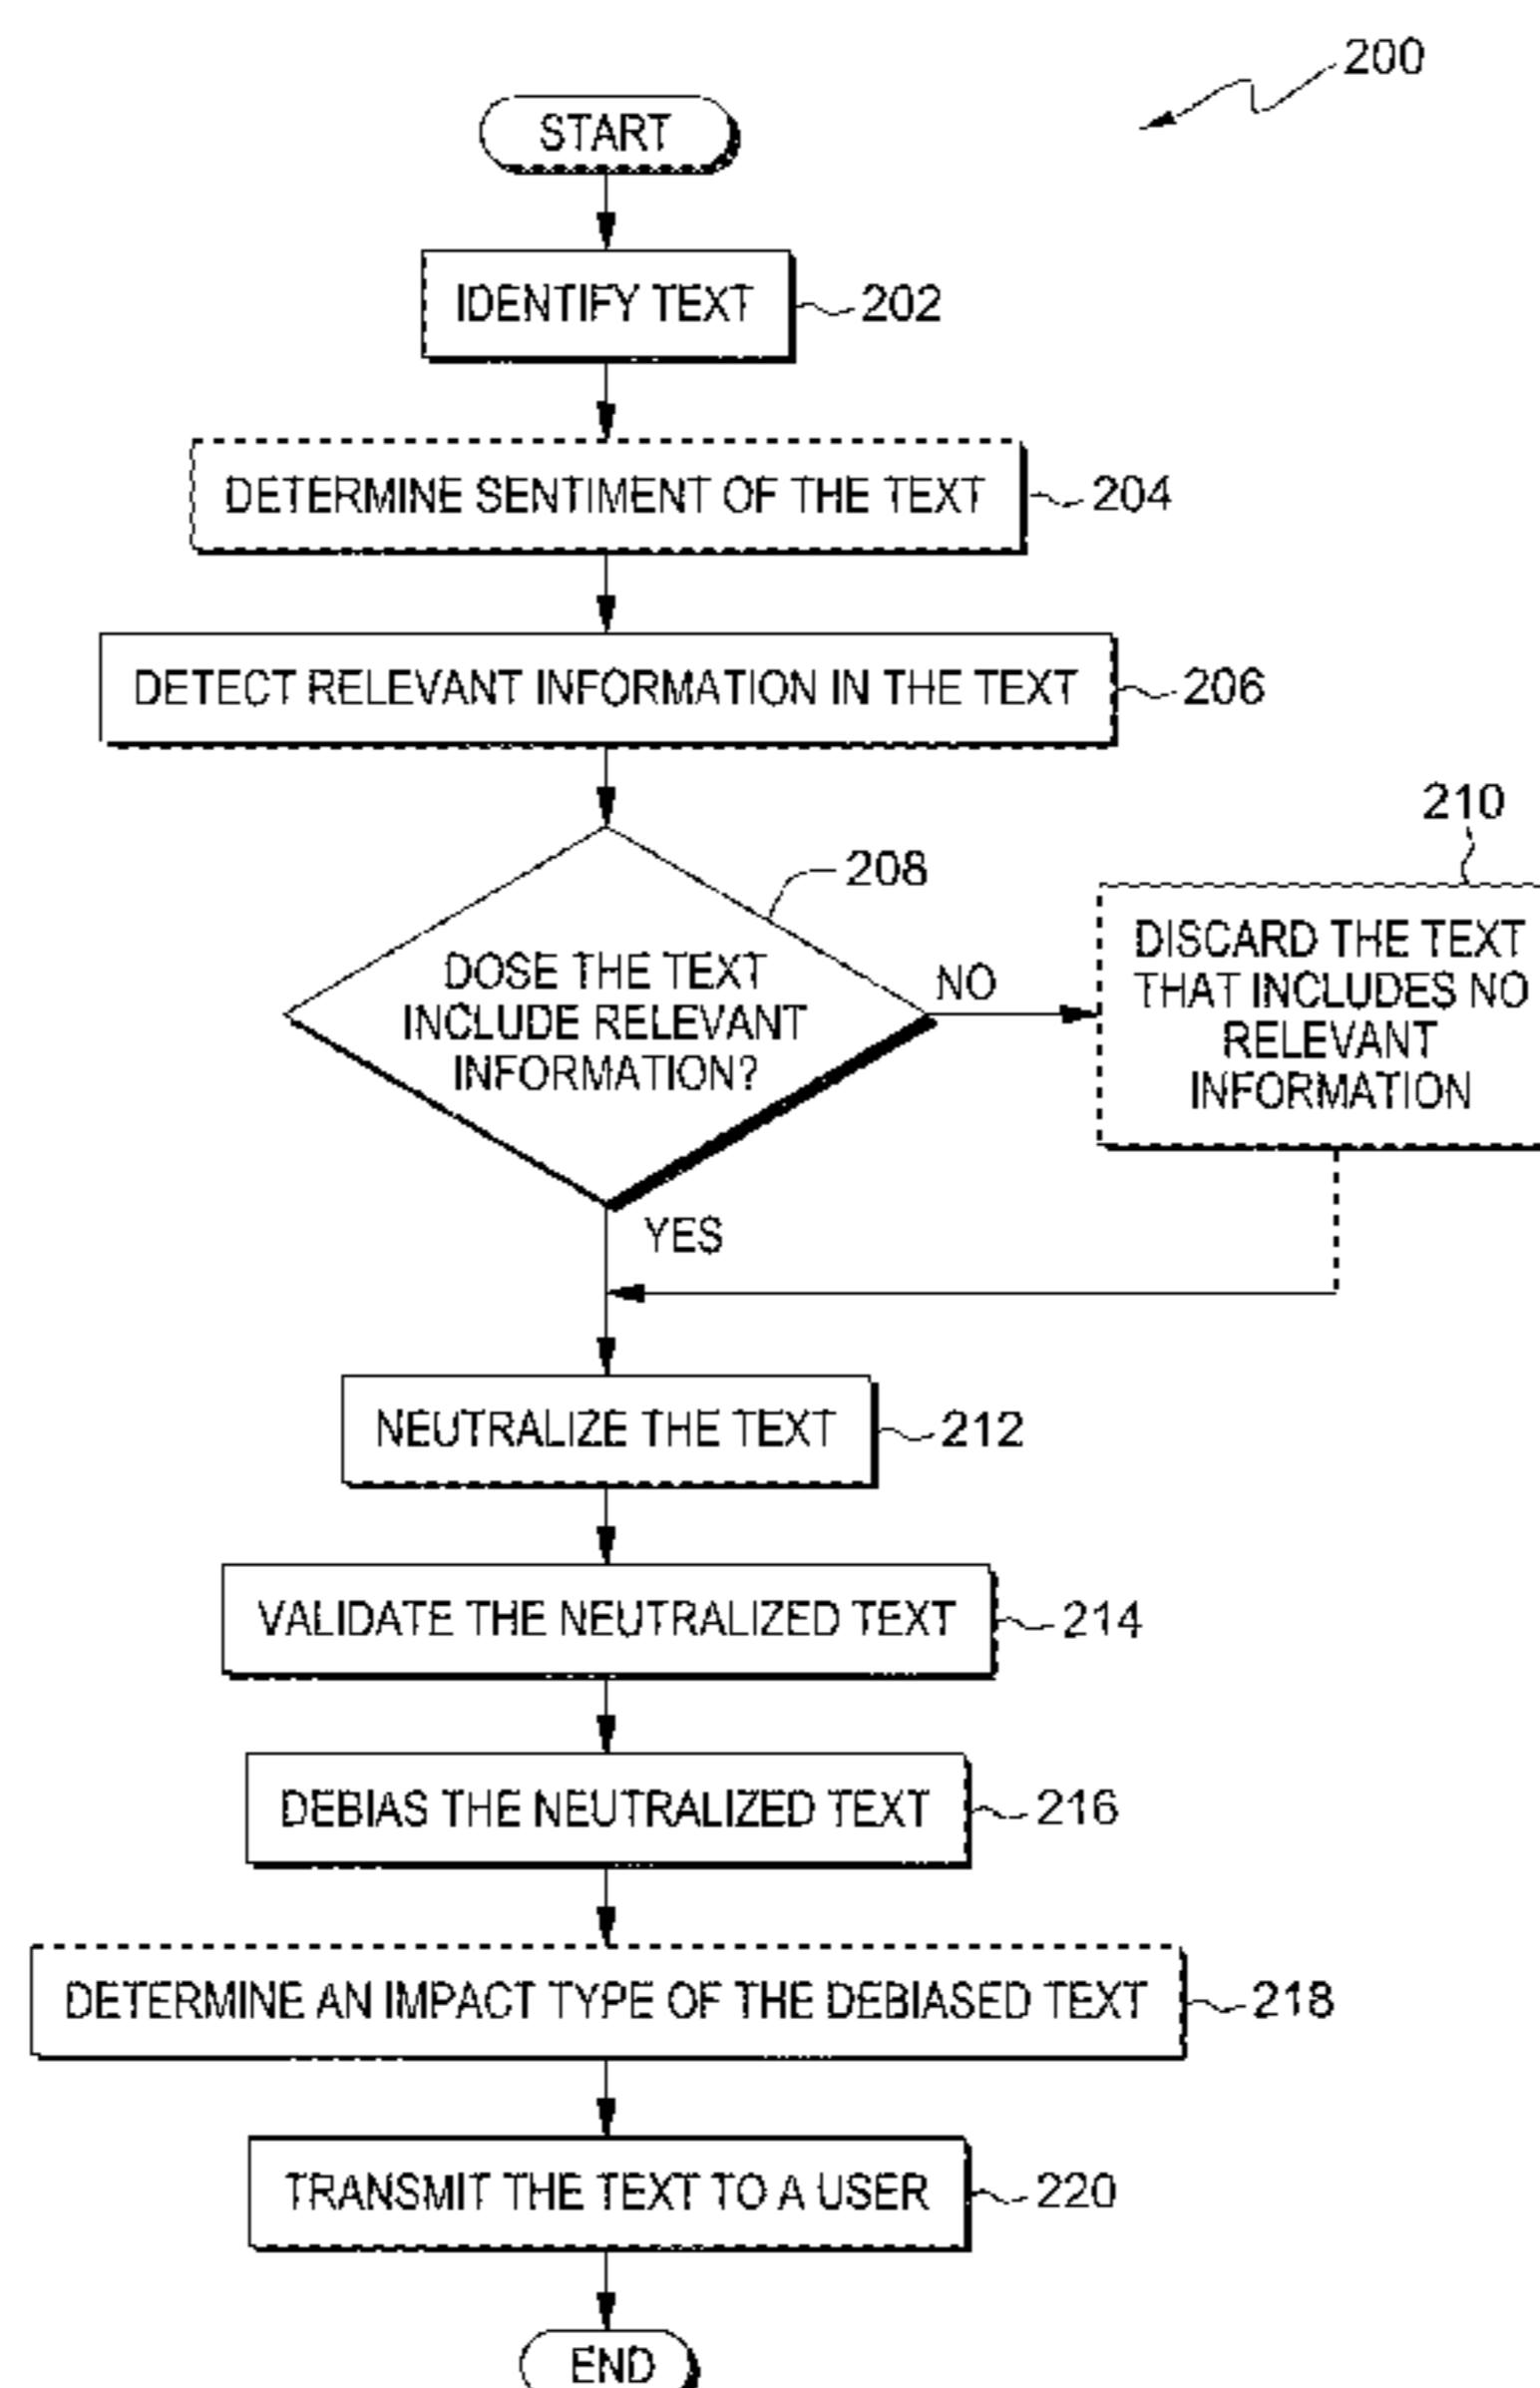 200
START
IDENTIFY TEXT
202
DETERMINE SENTIMENT OF THE TEXT
204
DETECT RELEVANT INFORMATION IN THE TEXT
206
208
DOSE THE TEXT
INCLUDE RELEVANT
INFORMATION?
NO
210
DISCARD THE TEXT
THAT INCLUDES NO
RELEVANT
INFORMATION
YES
NEUTRALIZE THE TEXT
212
VALIDATE THE NEUTRALIZED TEXT
214
DEBIAS THE NEUTRALIZED TEXT
216
DETERMINE AN IMPACT TYPE OF THE DEBIASED TEXT
218
TRANSMIT THE TEXT TO A USER
220
END